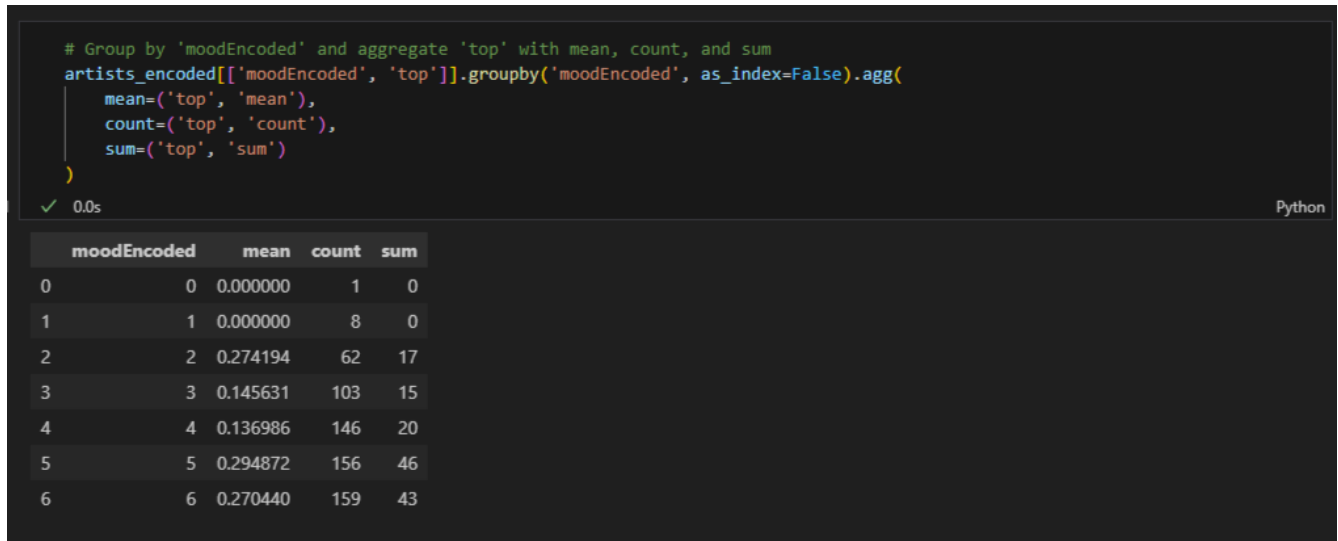 # Group by 'moodEncoded' and aggregate 'top' with mean, count, and sum
artists_encoded[['moodEncoded', 'top']].groupby('moodEncoded', as_index=False).agg(
    mean=('top', 'mean'),
    count=('top', 'count'),
    sum=('top', 'sum')
)
✓ 0.0s Python
moodEncoded mean count sum
0 0 0.000000 1 0
1 1 0.000000 8 0
2 2 0.274194 62 17
3 3 0.145631 103 15
4 4 0.136986 146 20
5 5 0.294872 156 46
6 6 0.270440 159 43